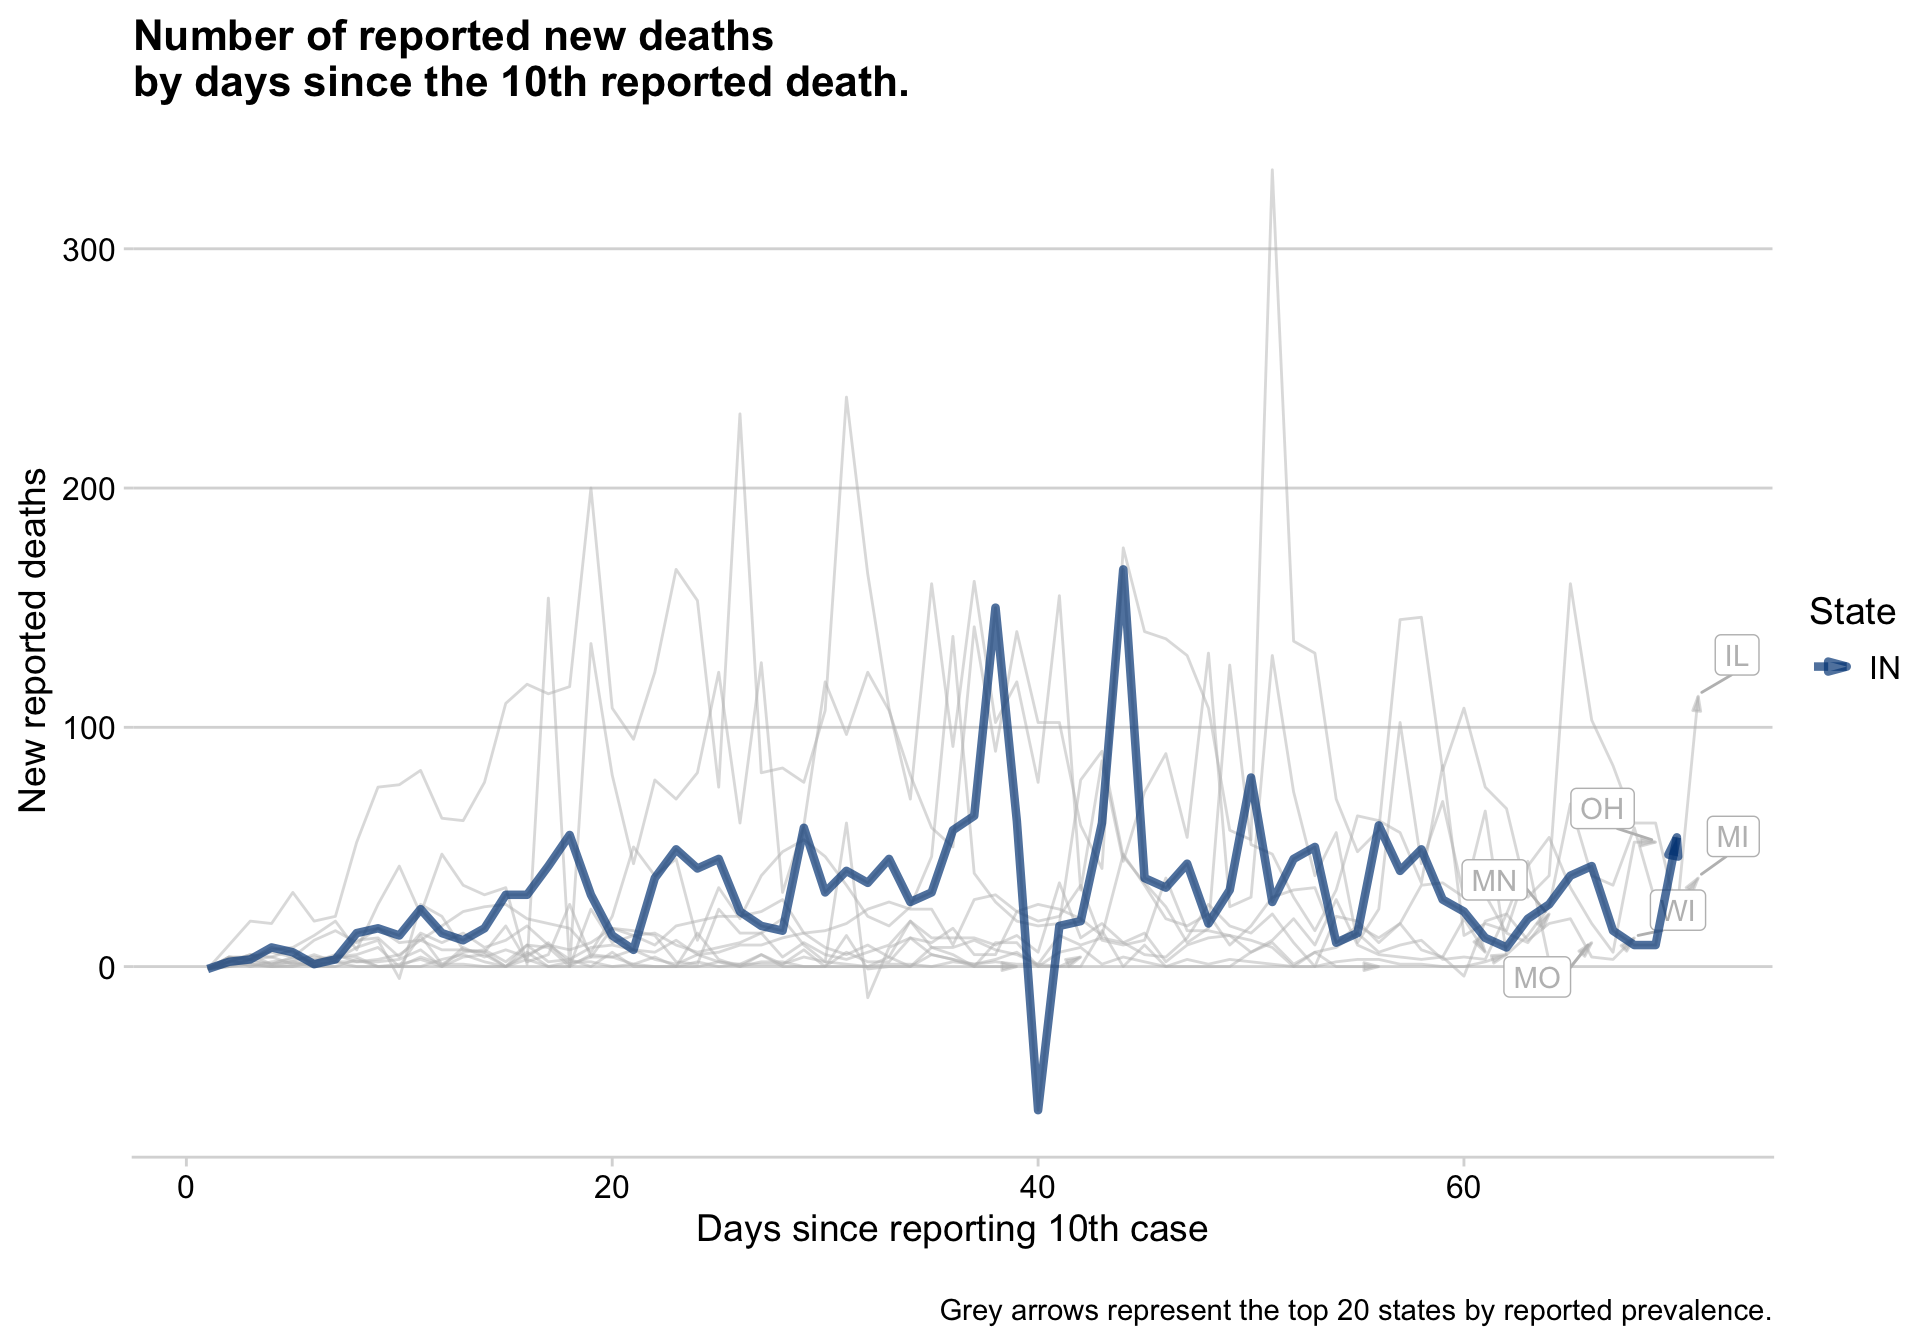 Number of reported new deaths
by days since the 10th reported death.
New reported deaths
300
200
100
0
0
20
40
60
Days since reporting 10th case
IL
OH
MI
MN
WI
MO
State
IN
Grey arrows represent the top 20 states by reported prevalence.